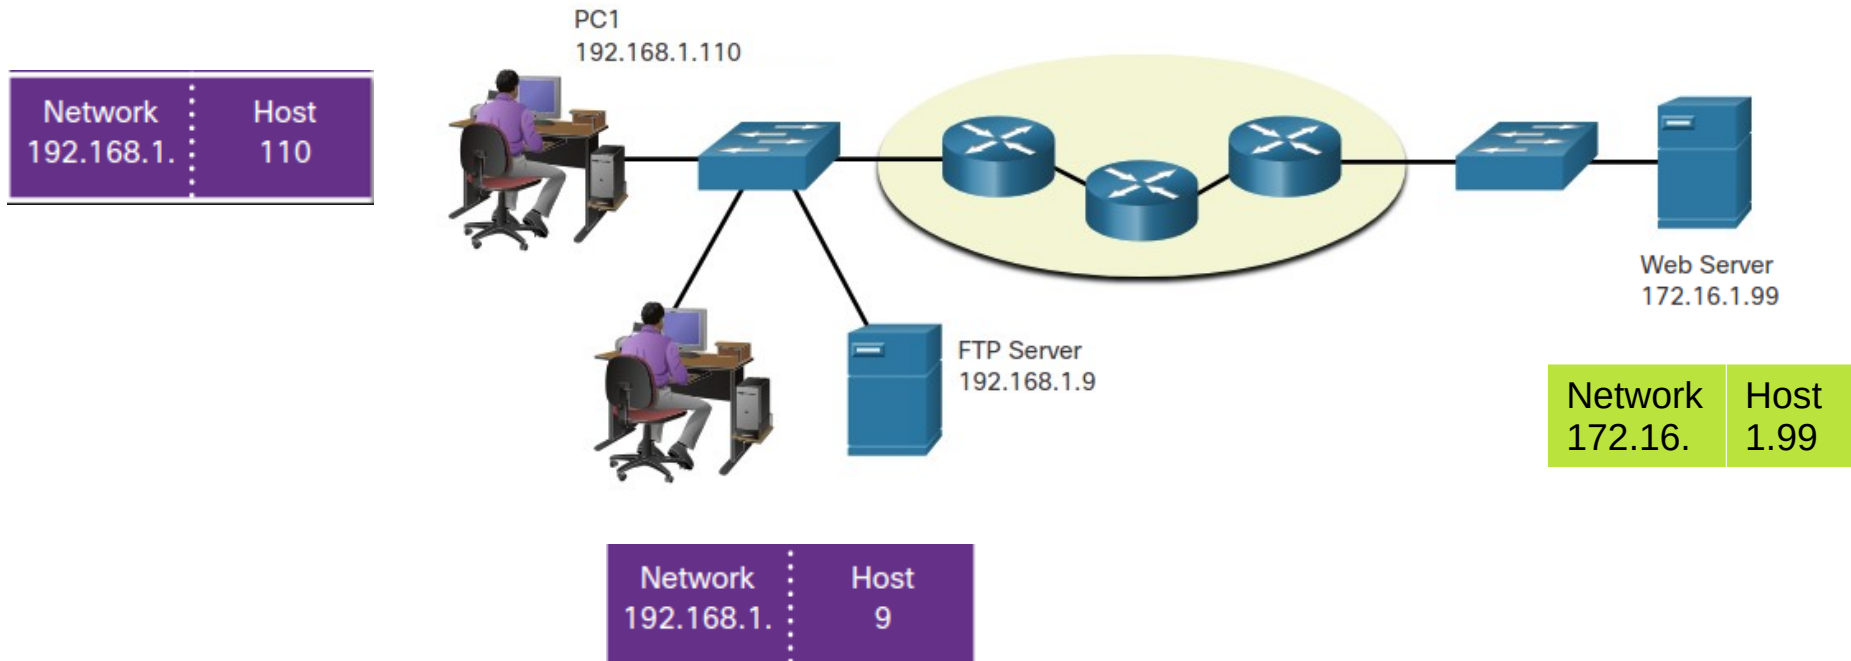 PC1
192.168.1.110
Network Host
192.168.1. 110
Web Server
172.16.1.99
FTP Server
192.168.1.9
Network Host
172.16. 1.99
Network Host
192.168.1. 9